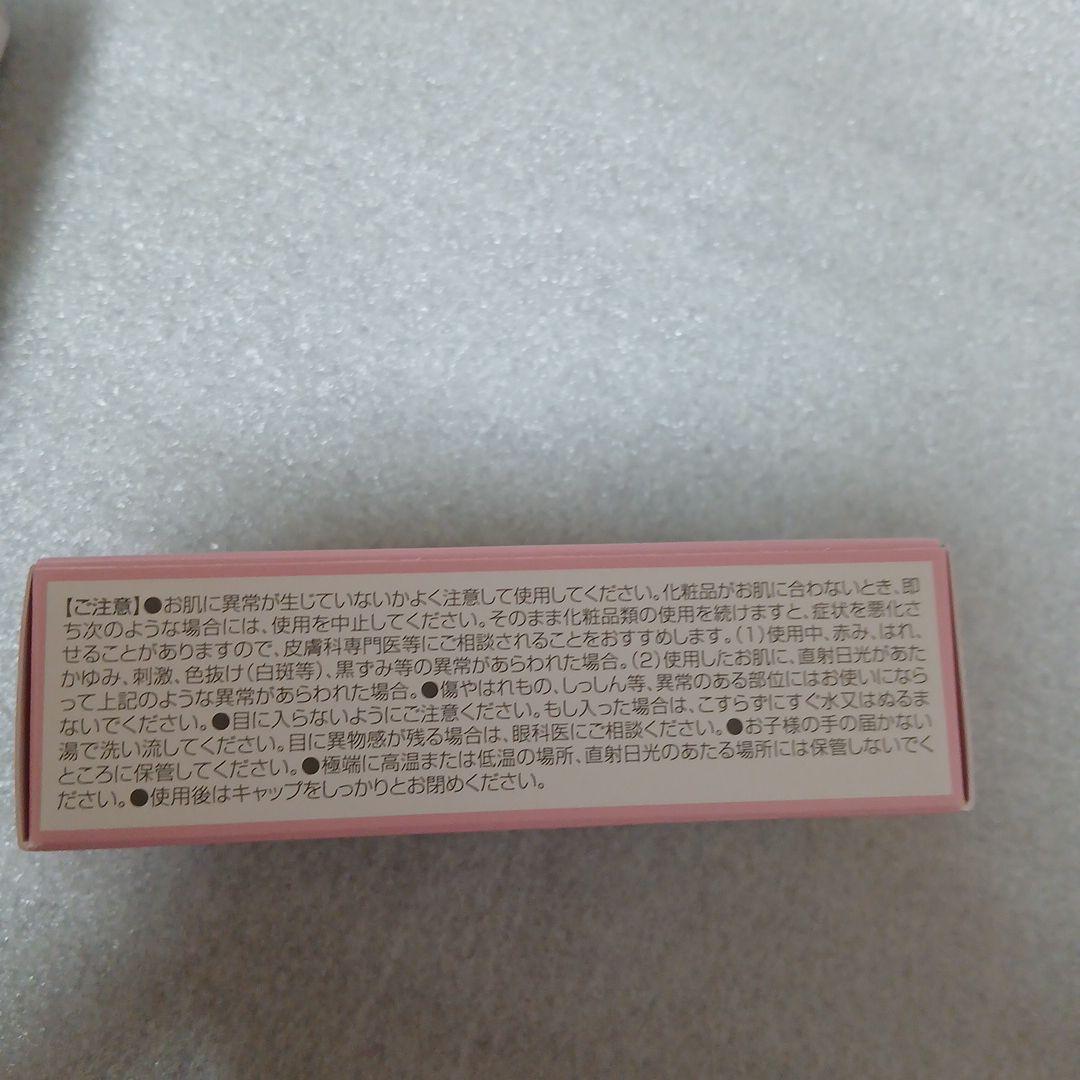 【ご注意】●お肌に異常が生じていないかよく注意して使用してください。化粧品がお肌に合わないとき、即
ち次のような場合には、使用を中止してください。そのまま化粧品類の使用を続けますと、症状を悪化さ
せることがありますので、皮膚科専門医等にご相談されることをおすすめします。(1)使用中、赤み、はれ、
かゆみ、刺激、色抜け(白斑等)、黒ずみ等の異常があらわれた場合。(2)使用したお肌に、直射日光があた
って上記のような異常があらわれた場合。●傷やはれもの、しっしん等、異常のある部位にはお使いになら
ないでください。●目に入らないようにご注意ください。もし入った場合は、こすらずにすぐ水又はぬるま
湯で洗い流してください。目に異物感が残る場合は、眼科医にご相談ください。●お子様の手の届かない
ところに保管してください。●極端に高温または低温の場所、直射日光のあたる場所には保管しないでく
ださい。●使用後はキャップをしっかりとお閉めください。